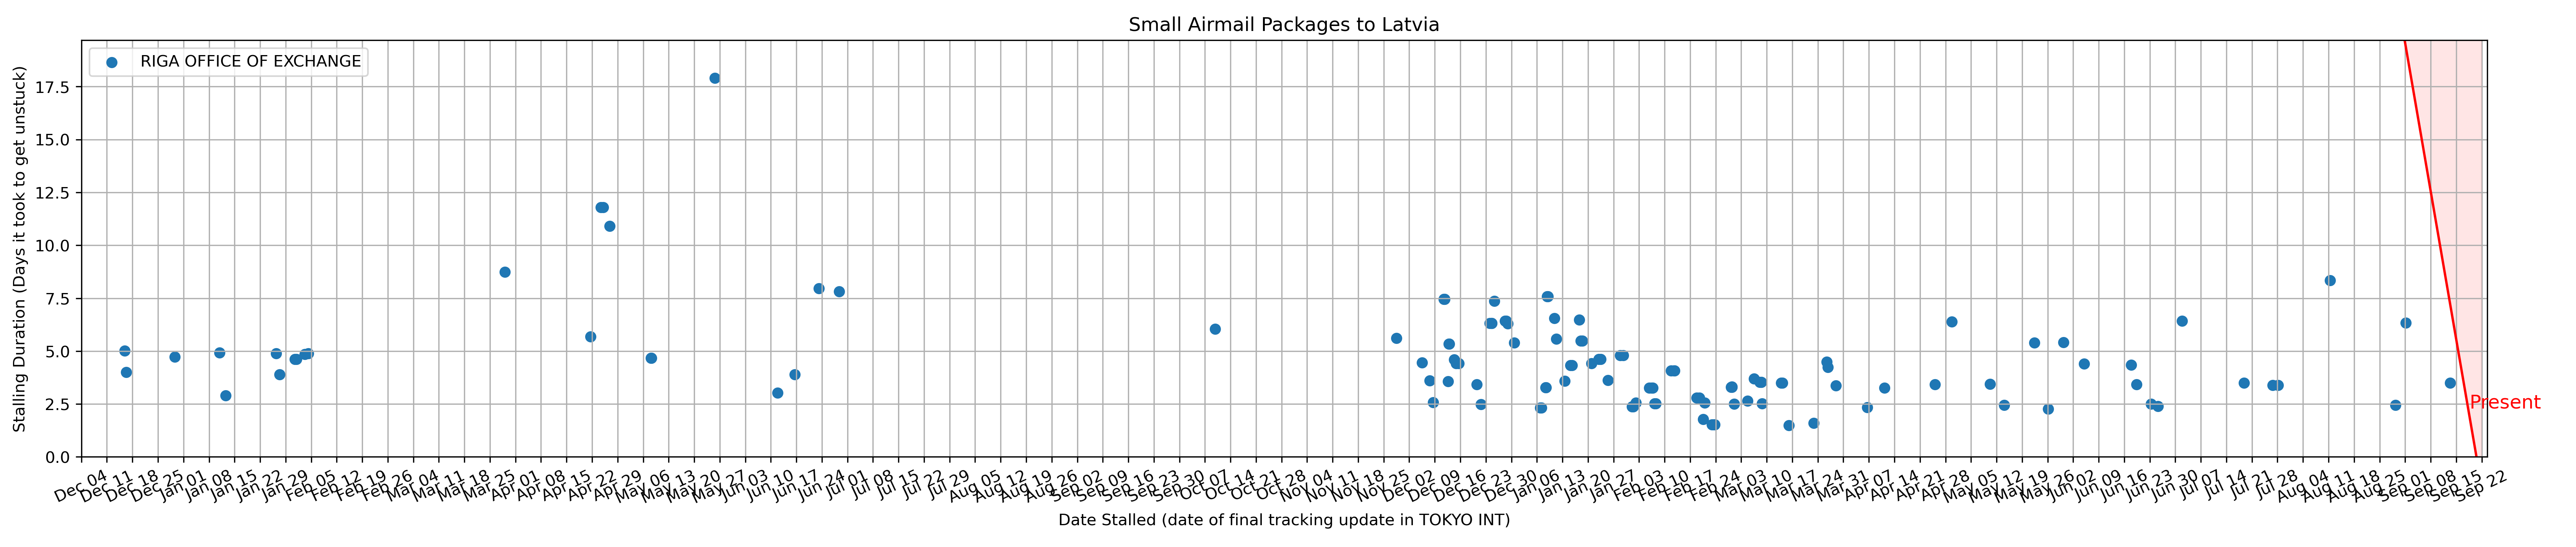 Small Airmail Packages to Latvia
RIGA OFFICE OF EXCHANGE
Stalling Duration (Days it took to get unstuck)
17.5
15.0
12.5
10.0
7.5
5.0
2.5
0.0
Present
Dec 04 Dec 11 Dec 18 Dec 25 Jan 01 Jan 08 Jan 15 Jan 22 Jan 29 Feb 05 Feb 12 Feb 19 Feb 26 Mar 04 Mar 11 Mar 18 Mar 25 Apr 01 Apr 08 Apr 15 Apr 22 Apr 29 May 06 May 13 May 20 May 27 Jun 03 Jun 10 Jun 17 Jun 24 Jul 01 Jul 08 Jul 15 Jul 22 Jul 29 Aug 05 Aug 12 Aug 19 Aug 26 Sep 02 Sep 09 Sep 16 Sep 23 Sep 30 Oct 07 Oct 14 Oct 21 Oct 28 Nov 04 Nov 11 Nov 18 Nov 25 Dec 02 Dec 09 Dec 16 Dec 23 Dec 30 Jan 06 Jan 13 Jan 20 Jan 27 Feb 03 Feb 10 Feb 17 Feb 24 Mar 03 Mar 10 Mar 17 Mar 24 Mar 31 Apr 07 Apr 14 Apr 21 Apr 28 May 05 May 12 May 19 May 26 Jun 02 Jun 09 Jun 16 Jun 23 Jun 30 Jul 07 Jul 14 Jul 21 Jul 28 Aug 04 Aug 11 Aug 18 Aug 25 Sep 01 Sep 08 Sep 15 Sep 22
Date Stalled (date of final tracking update in TOKYO INT)